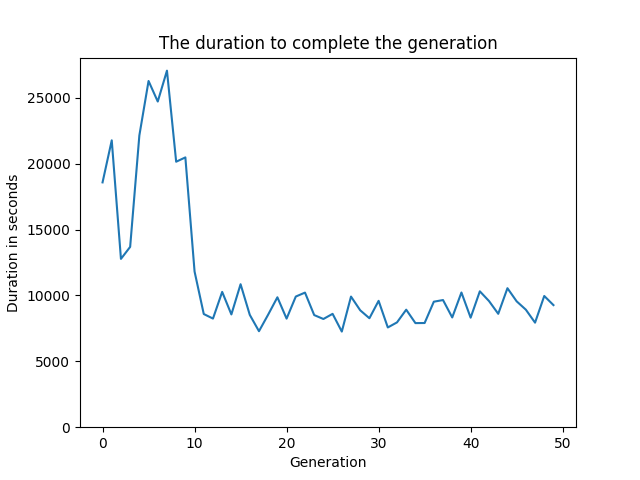 The duration to complete the generation
25000
20000
15000
10000
5000
0
Duration in seconds
0 10 20 30 40 50
Generation